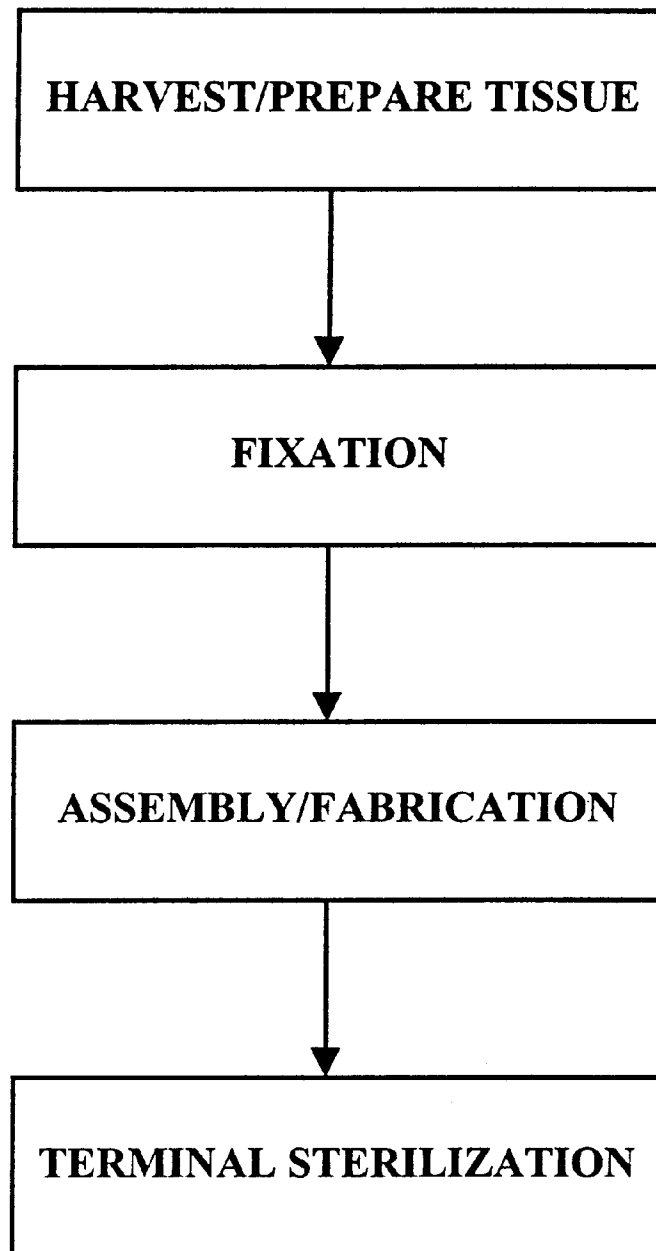 HARVEST/PREPARE TISSUE
FIXATION
ASSEMBLY/FABRICATION
TERMINAL STERILIZATION